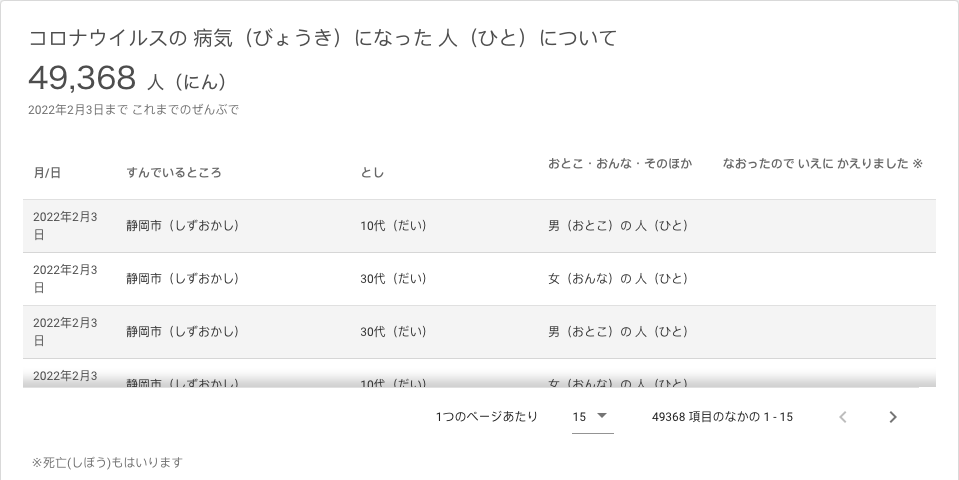 コロナウイルスの 病気（びょうき）になった 人（ひと）について
49,368 人（にん）
2022年2月3日まで これまでのぜんぶで
月/日 すんでいるところ とし おとこ・おんな・そのほか なおったので いえに かえりました ※
2022年2月3日 静岡市（しずおかし） 10代（だい） 男（おとこ）の 人（ひと）
2022年2月3日 静岡市（しずおかし） 30代（だい） 女（おんな）の 人（ひと）
2022年2月3日 静岡市（しずおかし） 30代（だい） 男（おとこ）の 人（ひと）
2022年2月3 静岡市（しずおかし） 10代（だい） 女（おんな）の 人（ひと）
1つのページあたり 15 49368 項目のなかの 1 - 15
※死亡(しぼう)もはいります